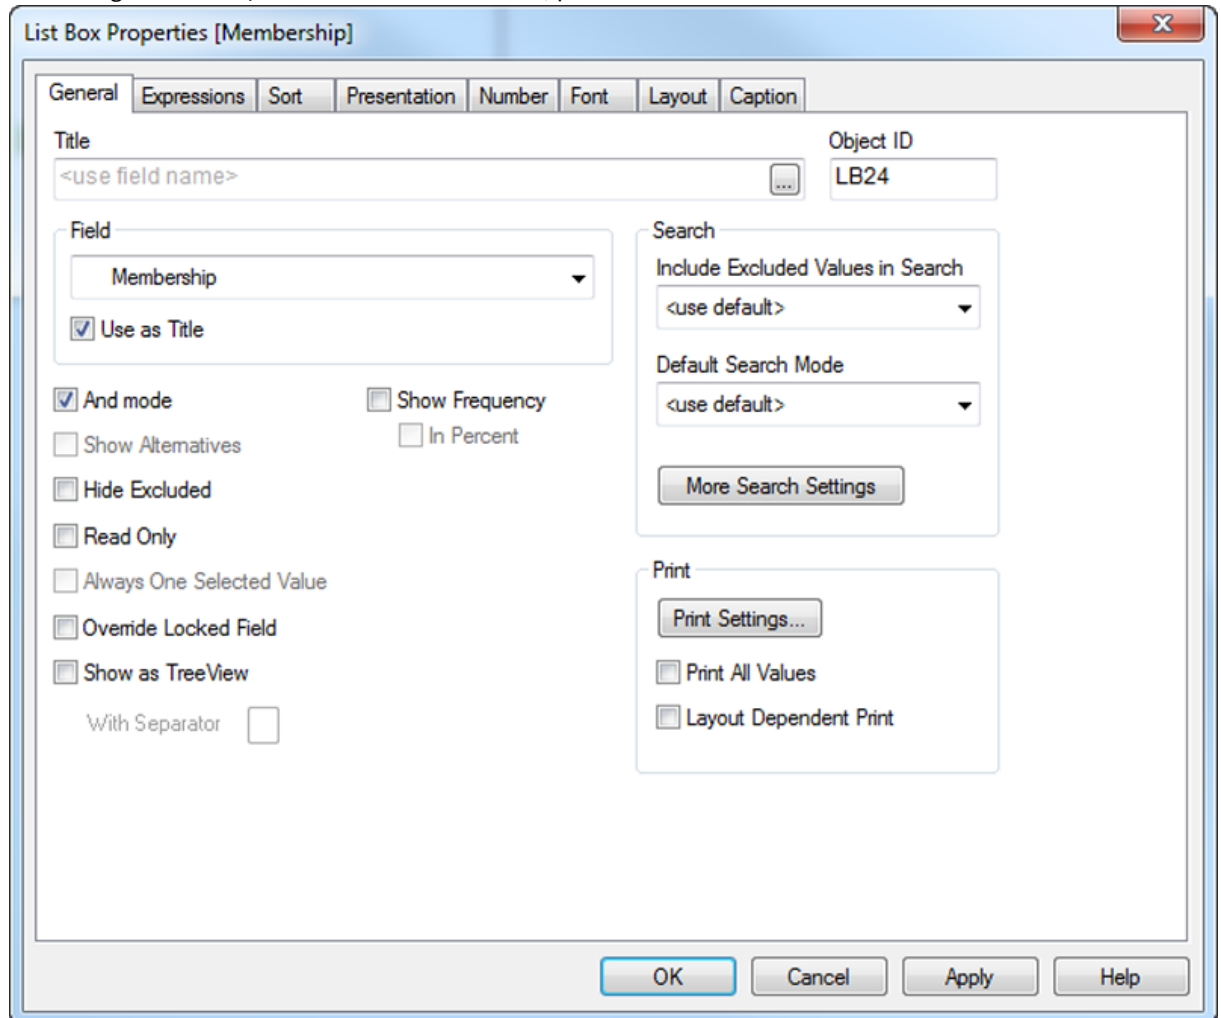 List Box Properties [Membership]
General Expressions Sort Presentation Number Font Layout Caption
Title
Object ID
<use field name>
...
LB24
Field
Membership
Use as Title
Search
Include Excluded Values in Search
<use default>
Default Search Mode
<use default>
More Search Settings
And mode
Show Frequency
In Percent
Show Alternatives
Hide Excluded
Read Only
Always One Selected Value
Override Locked Field
Show as TreeView
With Separator
Print
Print Settings...
Print All Values
Layout Dependent Print
OK Cancel Apply Help